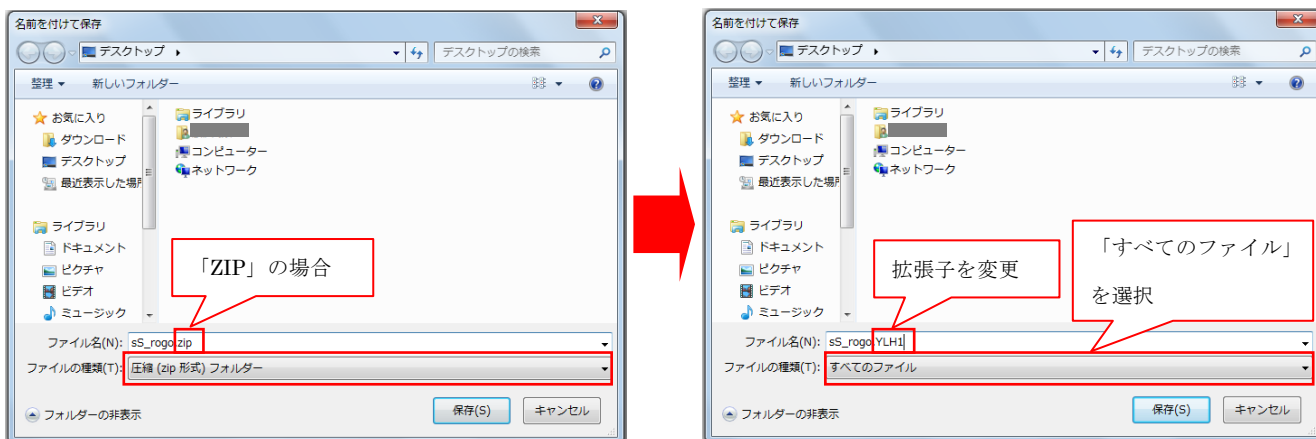 名前を付けて保存
デスクトップ
デスクトップの検索
整理
新しいフォルダー
お気に入り
ダウンロード
デスクトップ
最近表示した場所
ライブラリ
ドキュメント
ピクチャ
ビデオ
ミュージック
ライブラリ
コンピューター
ネットワーク
「ZIP」の場合
ファイル名(N): sS_rogo.zip
ファイルの種類(T): 圧縮 (zip 形式) フォルダー
フォルダーの非表示
保存(S)
キャンセル
名前を付けて保存
デスクトップ
デスクトップの検索
整理
新しいフォルダー
お気に入り
ダウンロード
デスクトップ
最近表示した場所
ライブラリ
ドキュメント
ピクチャ
ビデオ
ミュージック
ライブラリ
コンピューター
ネットワーク
拡張子を変更
「すべてのファイル」
を選択
ファイル名(N): sS_rogo.YLH1
ファイルの種類(T): すべてのファイル
フォルダーの非表示
保存(S)
キャンセル